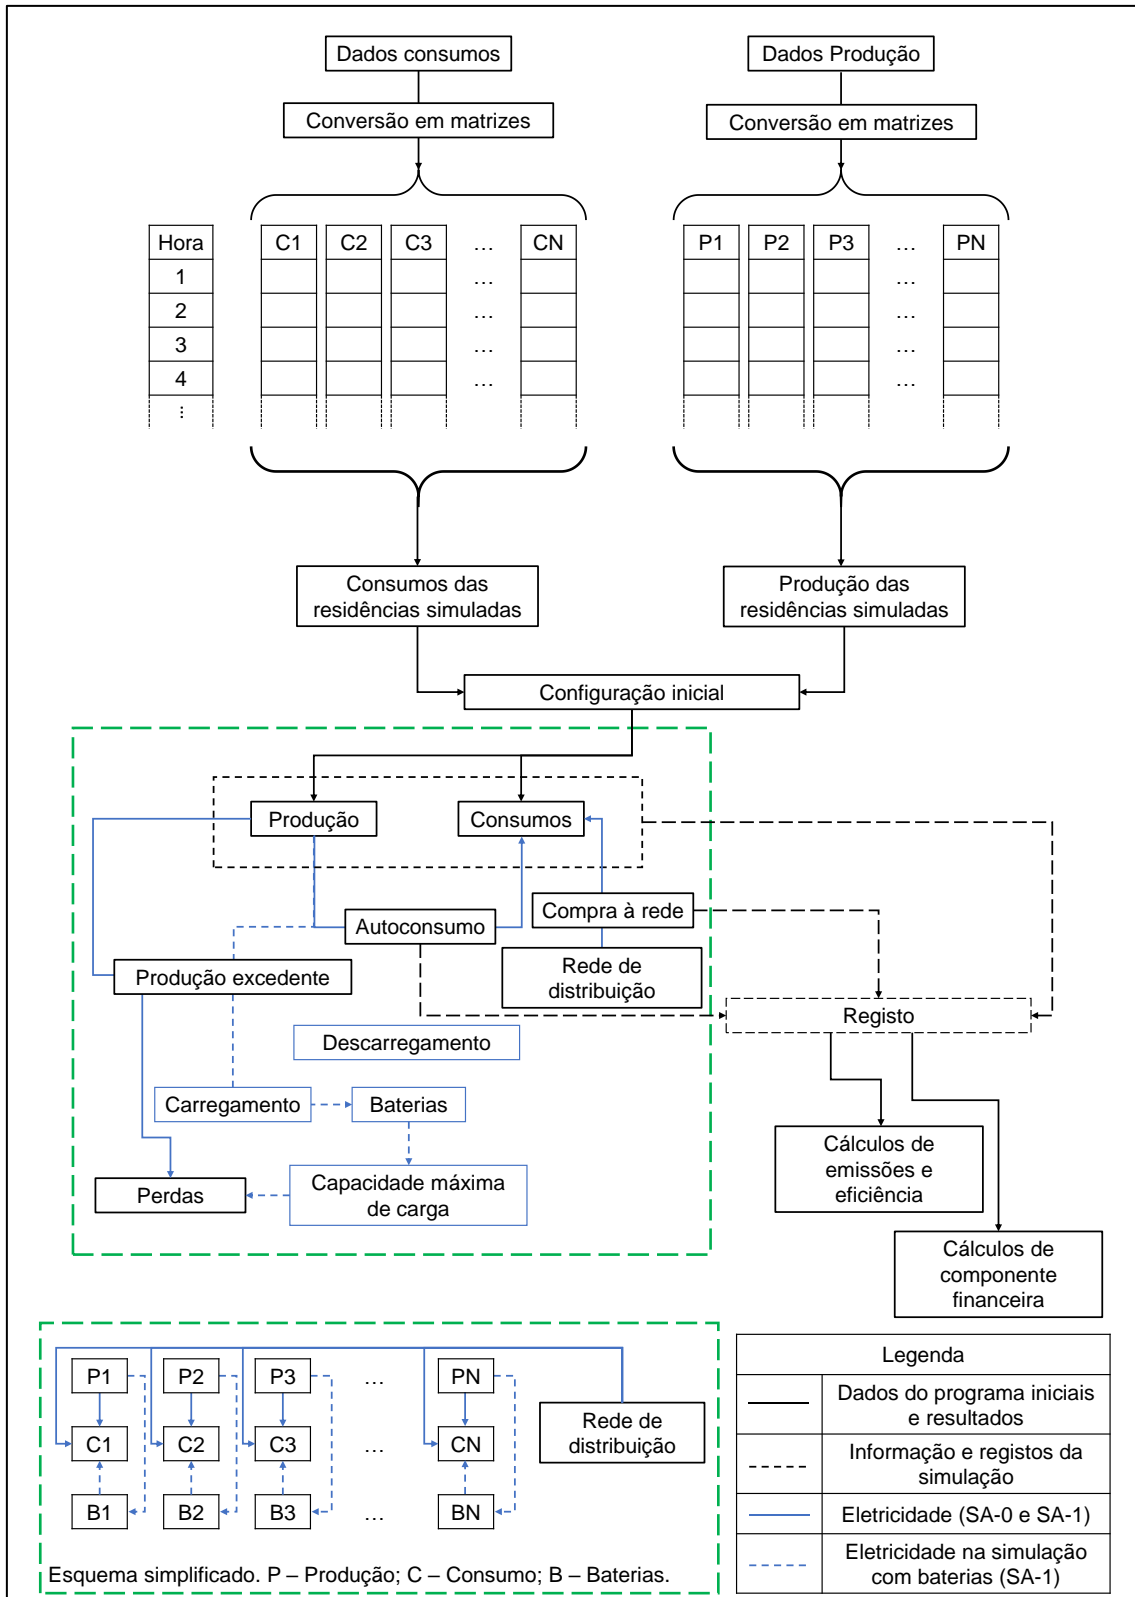 Dados consumos
Dados Produção
Conversão em matrizes
Conversão em matrizes
Hora C1 C2 C3 … CN P1 P2 P3 … PN
1 … …
2 … …
3 … …
4 … …
⋮
Consumos das
residências simuladas
Produção das
residências simuladas
Configuração inicial
Produção
Consumos
Compra à rede
Autoconsumo
Rede de
distribuição
Produção excedente
Registo
Descarregamento
Carregamento
Baterias
Cálculos de
emissões e
eficiência
Perdas
Capacidade máxima
de carga
Cálculos de
componente
financeira
P1 P2 P3 … PN
C1 C2 C3 … CN
Rede de
distribuição
B1 B2 B3 … BN
Esquema simplificado. P – Produção; C – Consumo; B – Baterias.
Legenda
Dados do programa iniciais
e resultados
Informação e registos da
simulação
Eletricidade (SA-0 e SA-1)
Eletricidade na simulação
com baterias (SA-1)